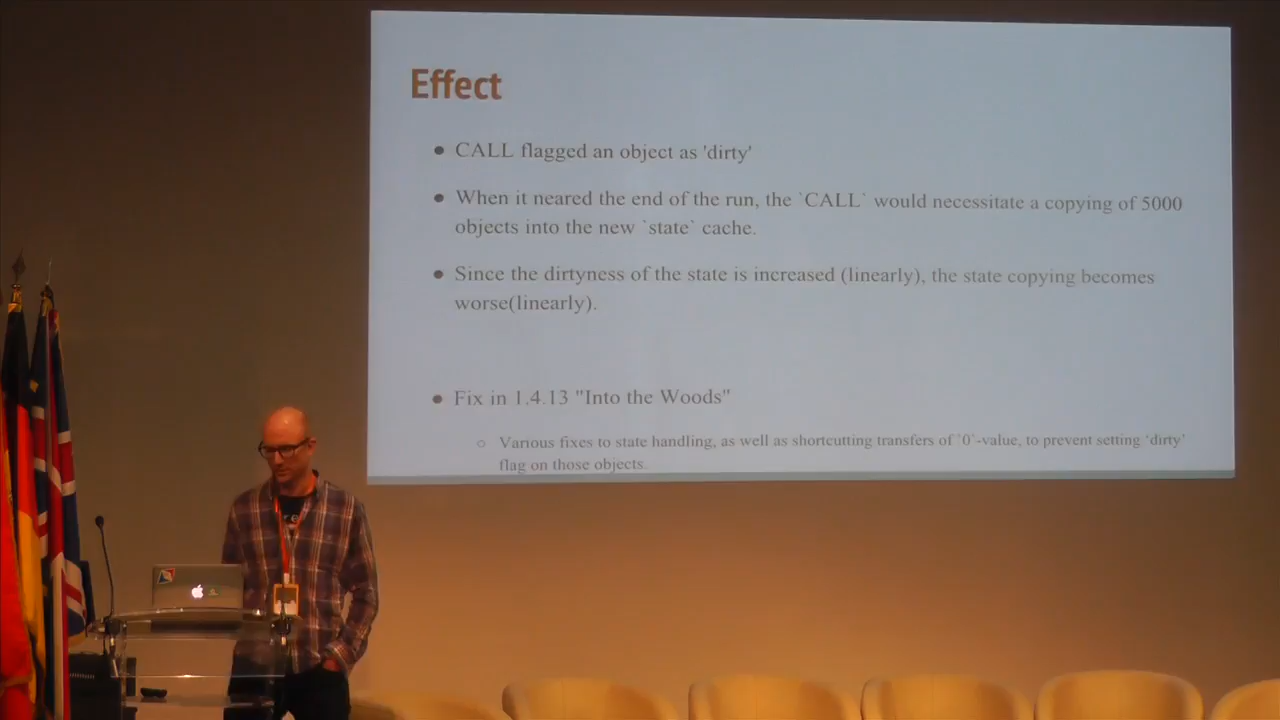 Effect
● CALL flagged an object as 'dirty'
● When it neared the end of the run, the `CALL` would necessitate a copying of 5000
objects into the new `state` cache.
● Since the dirtyness of the state is increased (linearly), the state copying becomes
worse(linearly).
● Fix in 1.4.13 "Into the Woods"
○ Various fixes to state handling, as well as shortcutting transfers of `0`-value, to prevent setting 'dirty'
flag on those objects.